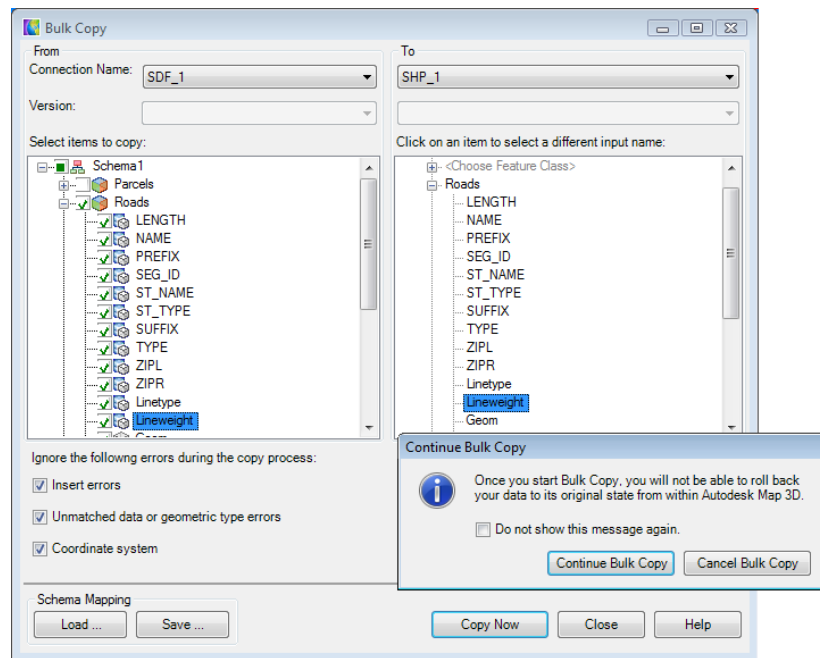 Bulk Copy
From
Connection Name:
SDF_1
Version:
Select items to copy:
Schema1
Parcels
Roads
LENGTH
NAME
PREFIX
SEG_ID
ST_NAME
ST_TYPE
SUFFIX
TYPE
ZIPL
ZIPR
Linetype
Lineweight
Geom
To
SHP_1
Click on an item to select a different input name:
<Choose Feature Class>
Roads
LENGTH
NAME
PREFIX
SEG_ID
ST_NAME
ST_TYPE
SUFFIX
TYPE
ZIPL
ZIPR
Linetype
Lineweight
Geom
Ignore the followng errors during the copy process:
Insert errors
Unmatched data or geometric type errors
Coordinate system
Continue Bulk Copy
Once you start Bulk Copy, you will not be able to roll back
your data to its original state from within Autodesk Map 3D.
Do not show this message again.
Continue Bulk Copy
Cancel Bulk Copy
Schema Mapping
Load ...
Save ...
Copy Now
Close
Help